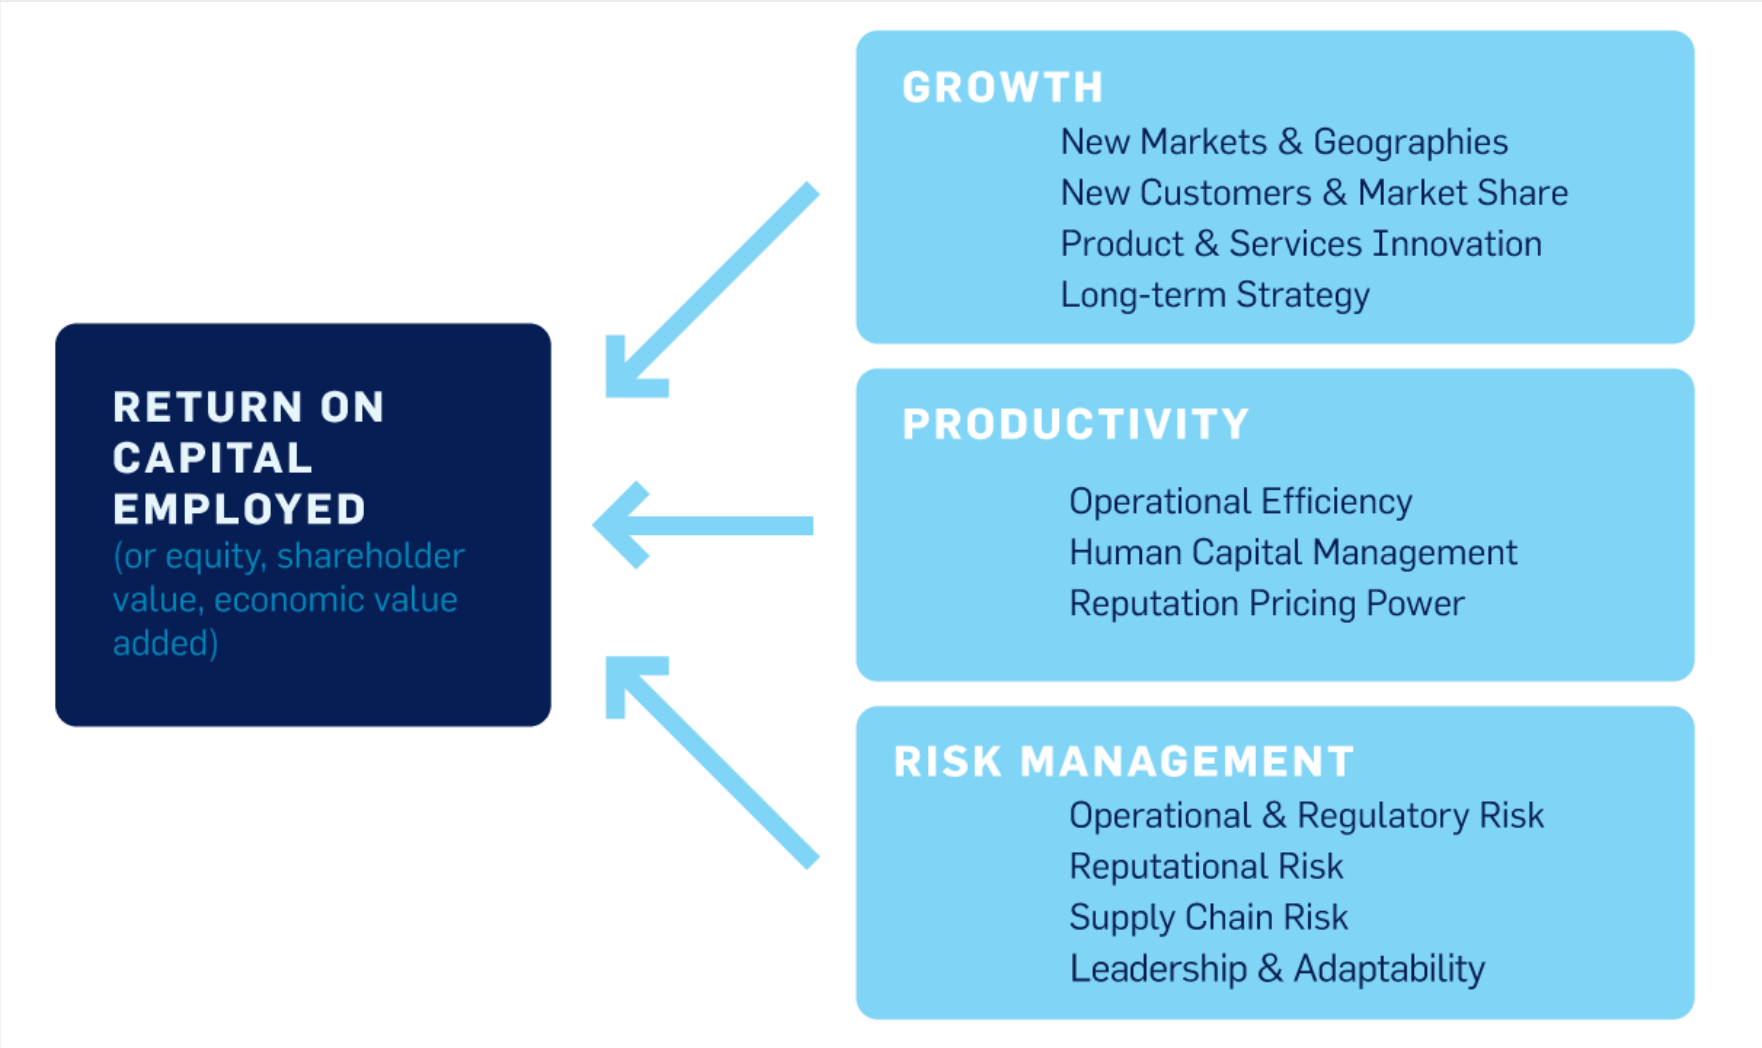 GROWTH
New Markets & Geographies
New Customers & Market Share
Product & Services Innovation
Long-term Strategy
RETURN ON
CAPITAL
EMPLOYED
(or equity, shareholder
value, economic value
added)
PRODUCTIVITY
Operational Efficiency
Human Capital Management
Reputation Pricing Power
RISK MANAGEMENT
Operational & Regulatory Risk
Reputational Risk
Supply Chain Risk
Leadership & Adaptability